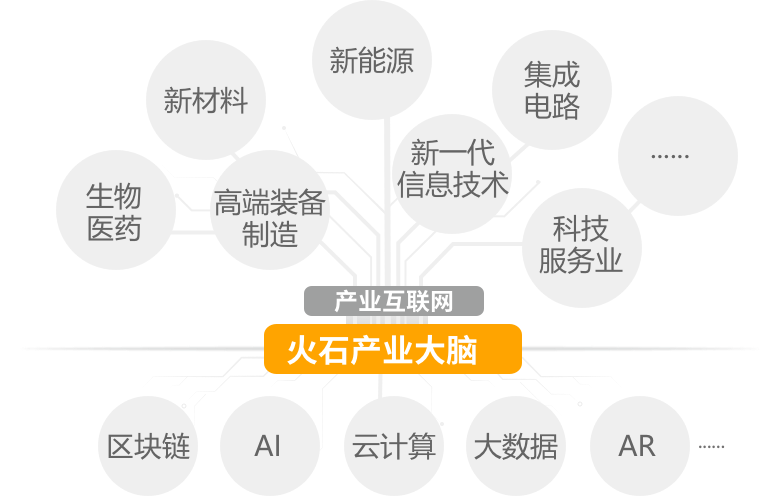 新能源
集成
电路
新材料
新一代
信息技术
……
生物
医药
高端装备
制造
科技
服务业
产业互联网
火石产业大脑
区块链
AI
云计算
大数据
AR
……